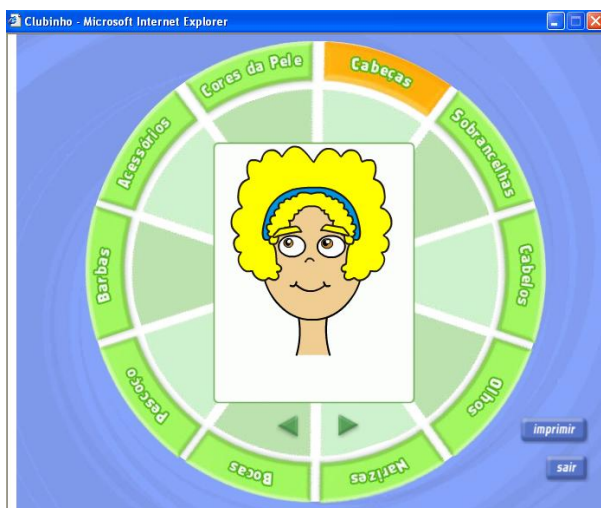 Clubinho - Microsoft Internet Explorer
Cabeças
Sobrancelhas
Cabelos
Olhos
Narizes
Bocas
Pescoço
Barbas
Acessórios
Cores da Pele
imprimir
sair